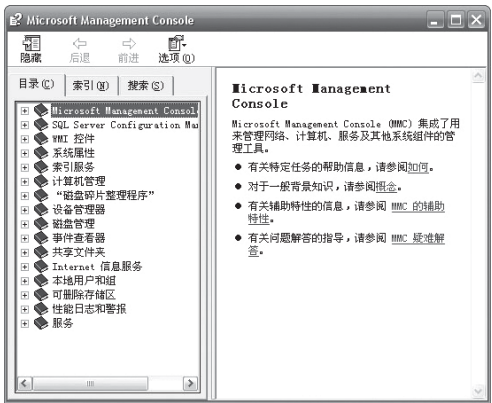 Microsoft Management Console
隐藏 后退 前进 选项(O)
目录(C) 索引(N) 搜索(S)
Microsoft Management Consol
SQL Server Configuration Ma
WMI 控件
系统属性
索引服务
计算机管理
“磁盘碎片整理程序”
设备管理器
磁盘管理
事件查看器
共享文件夹
Internet 信息服务
本地用户和组
可删除存储区
性能日志和警报
服务
Microsoft Management
Console
Microsoft Management Console (MMC) 集成了用
来管理网络、计算机、服务及其他系统组件的管
理工具。
有关特定任务的帮助信息，请参阅如何。
对于一般背景知识，请参阅概念。
有关辅助特性的信息，请参阅 MMC 的辅助
特性。
有关问题解答的指导，请参阅 MMC 疑难解
答。